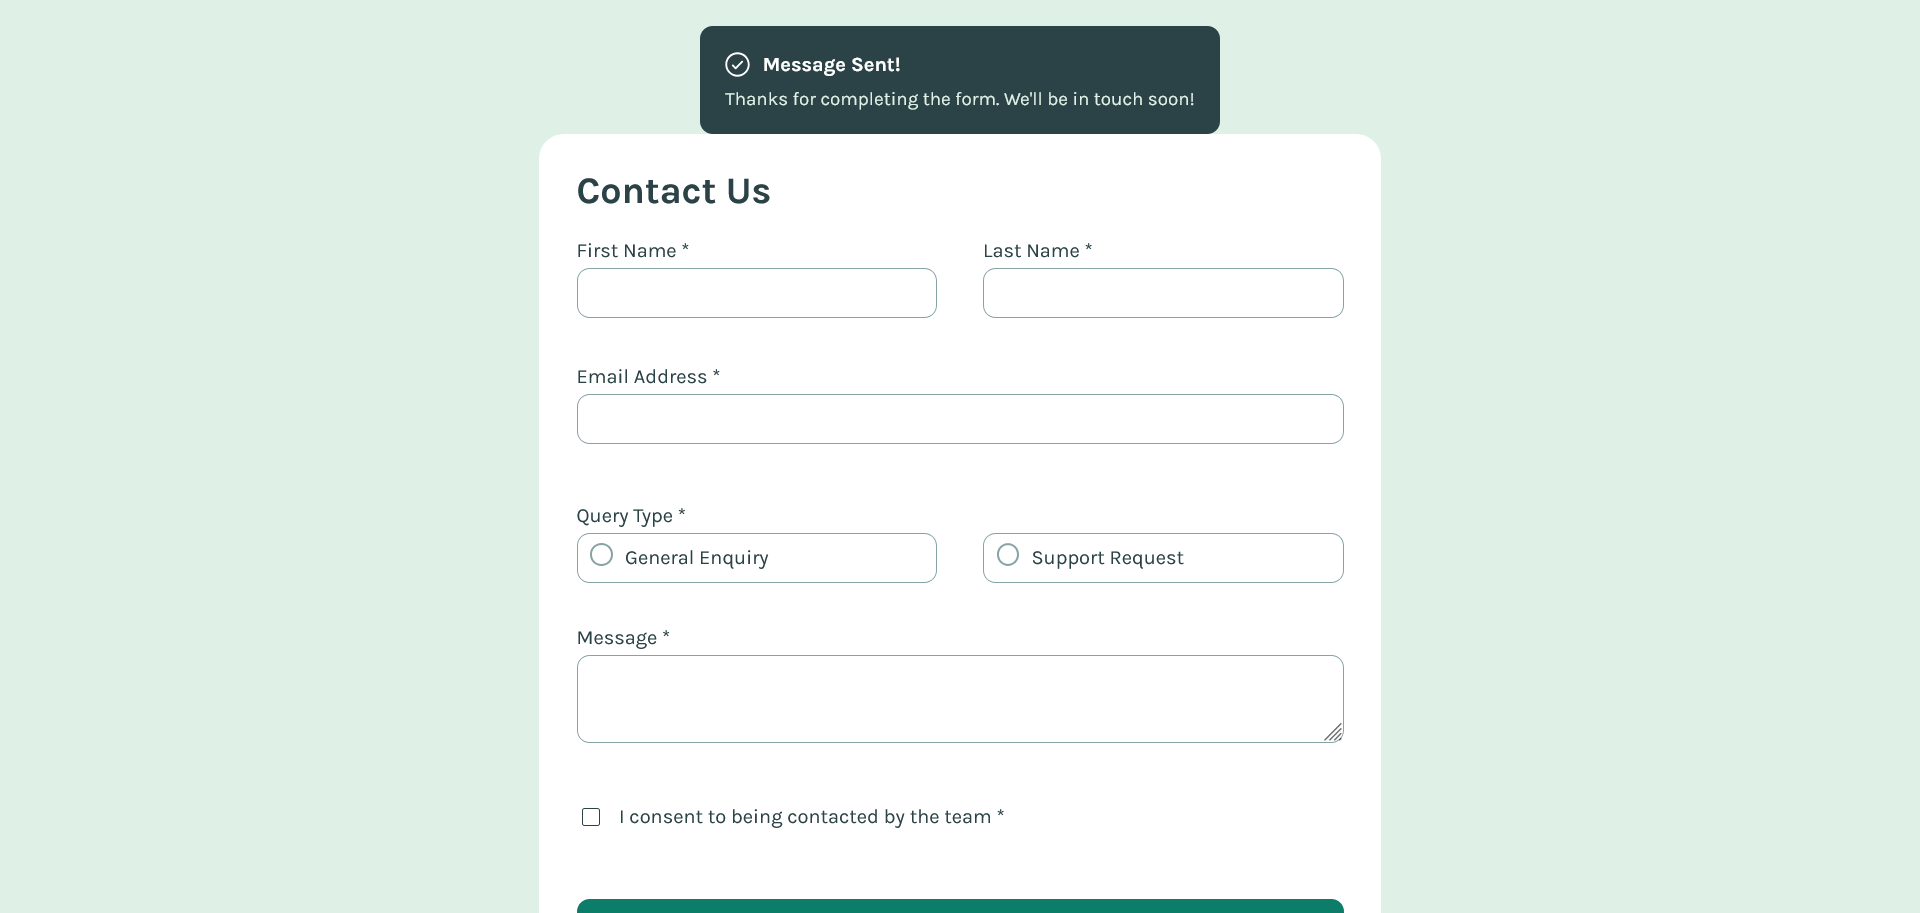 Message Sent!
Thanks for completing the form. We'll be in touch soon!
Contact Us
First Name *
Last Name *
Email Address *
Query Type *
General Enquiry
Support Request
Message *
I consent to being contacted by the team *